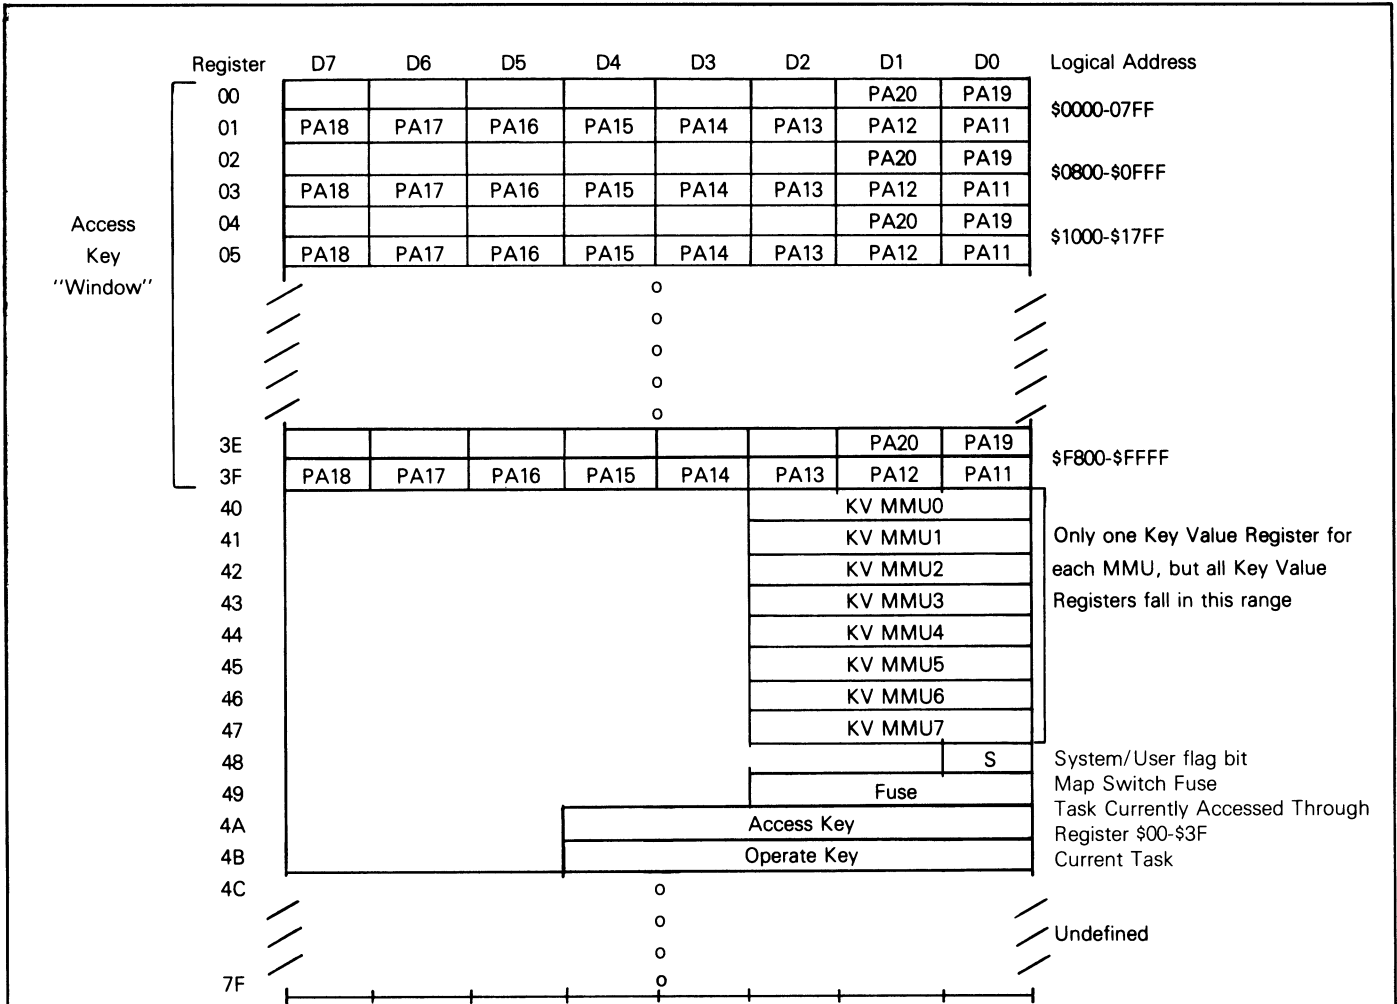 Register D7 D6 D5 D4 D3 D2 D1 D0 Logical Address
00 PA20 PA19
$0000-07FF
01 PA18 PA17 PA16 PA15 PA14 PA13 PA12 PA11
02 PA20 PA19
$0800-$0FFF
03 PA18 PA17 PA16 PA15 PA14 PA13 PA12 PA11
04 PA20 PA19
$1000-$17FF
05 PA18 PA17 PA16 PA15 PA14 PA13 PA12 PA11
Access
Key
"Window"
o
o
o
o
o
3E PA20 PA19
$F800-$FFFF
3F PA18 PA17 PA16 PA15 PA14 PA13 PA12 PA11
40 KV MMU0
41 KV MMU1
42 KV MMU2
43 KV MMU3
44 KV MMU4
45 KV MMU5
46 KV MMU6
47 KV MMU7
Only one Key Value Register for
each MMU, but all Key Value
Registers fall in this range
48 S System/User flag bit
49 Fuse Map Switch Fuse
4A Access Key Task Currently Accessed Through
Register $00-$3F
4B Operate Key Current Task
4C o
o
Undefined
o
7F o